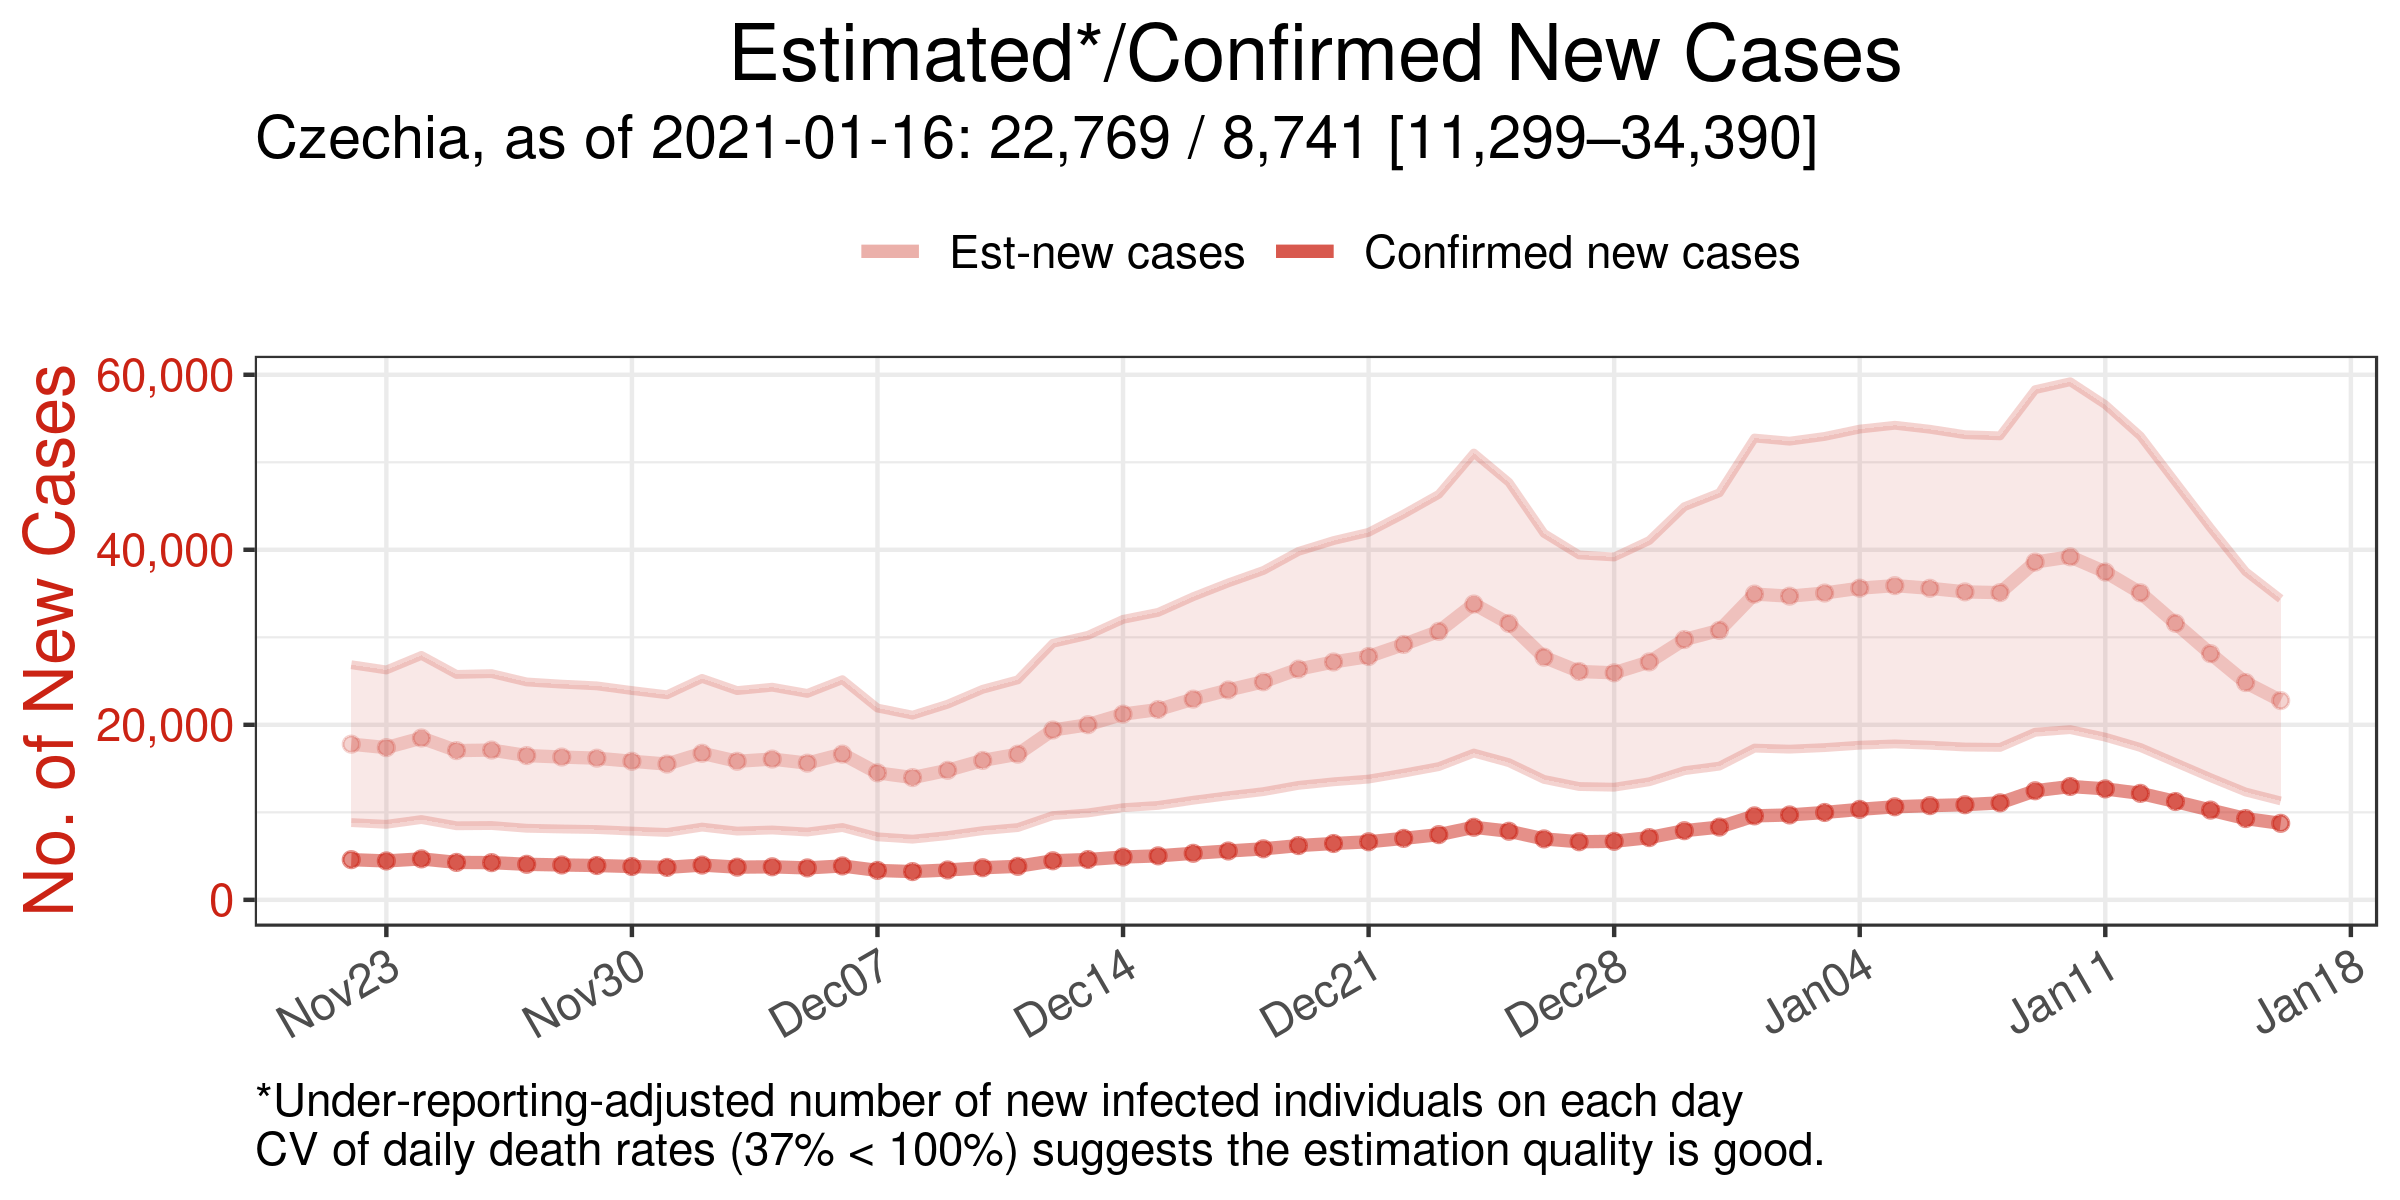 Estimated*/Confirmed New Cases
Czechia, as of 2021-01-16: 22,769 / 8,741 [11,299–34,390]
Est-new cases
Confirmed new cases
No. of New Cases
60,000
40,000
20,000
0
Nov23
Nov30
Dec07
Dec14
Dec21
Dec28
Jan04
Jan11
Jan18
*Under-reporting-adjusted number of new infected individuals on each day
CV of daily death rates (37% < 100%) suggests the estimation quality is good.